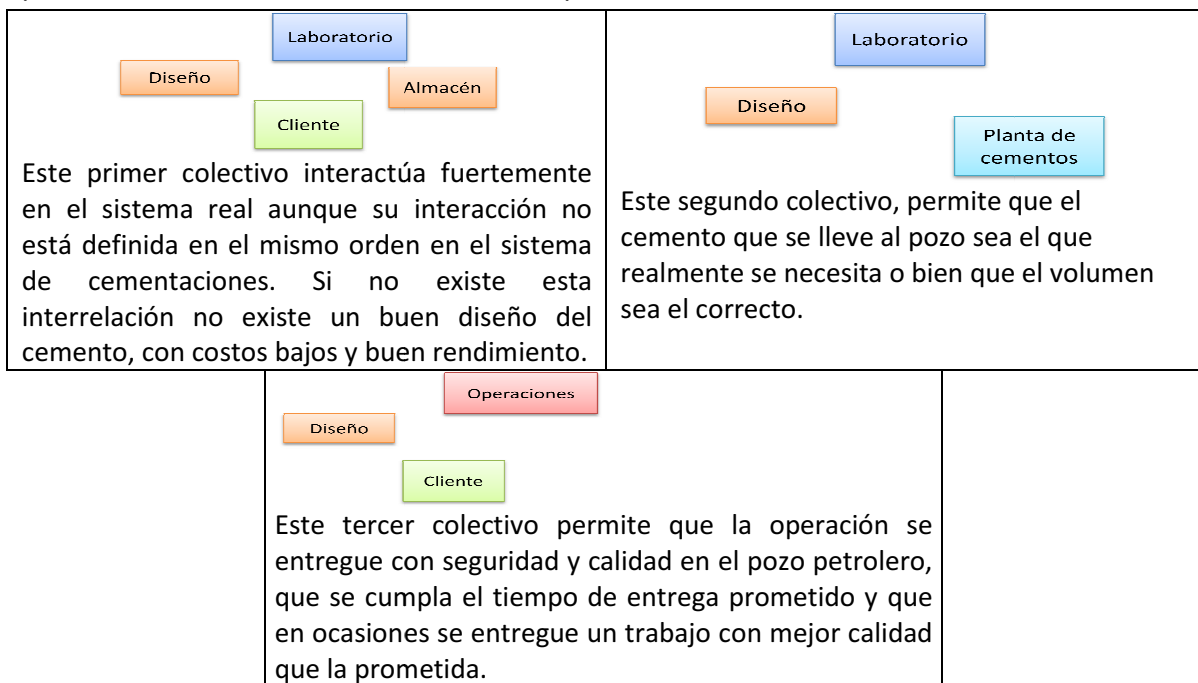 Laboratorio
Diseño
Almacén
Cliente
Este primer colectivo interactúa fuertemente
en el sistema real aunque su interacción no
está definida en el mismo orden en el sistema
de cementaciones. Si no existe esta
interrelación no existe un buen diseño del
cemento, con costos bajos y buen rendimiento.
Laboratorio
Diseño
Planta de
cementos
Este segundo colectivo, permite que el
cemento que se lleve al pozo sea el que
realmente se necesita o bien que el volumen
sea el correcto.
Operaciones
Diseño
Cliente
Este tercer colectivo permite que la operación se
entregue con seguridad y calidad en el pozo petrolero,
que se cumpla el tiempo de entrega prometido y que
en ocasiones se entregue un trabajo con mejor calidad
que la prometida.